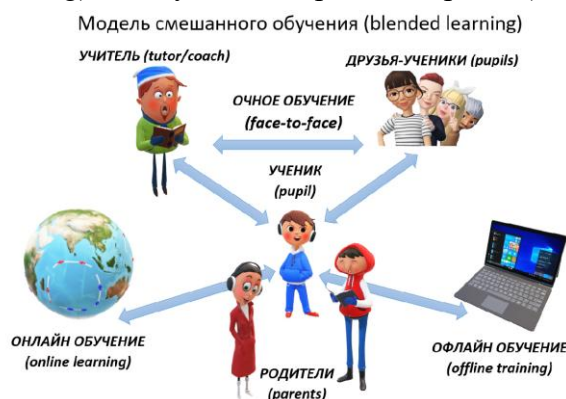 Модель смешанного обучения (blended learning)
УЧИТЕЛЬ (tutor/coach)
ДРУЗЬЯ-УЧЕНИКИ (pupils)
ОЧНОЕ ОБУЧЕНИЕ
(face-to-face)
УЧЕНИК
(pupil)
ОНЛАЙН ОБУЧЕНИЕ
(online learning)
ОФЛАЙН ОБУЧЕНИЕ
(offline training)
РОДИТЕЛИ
(parents)